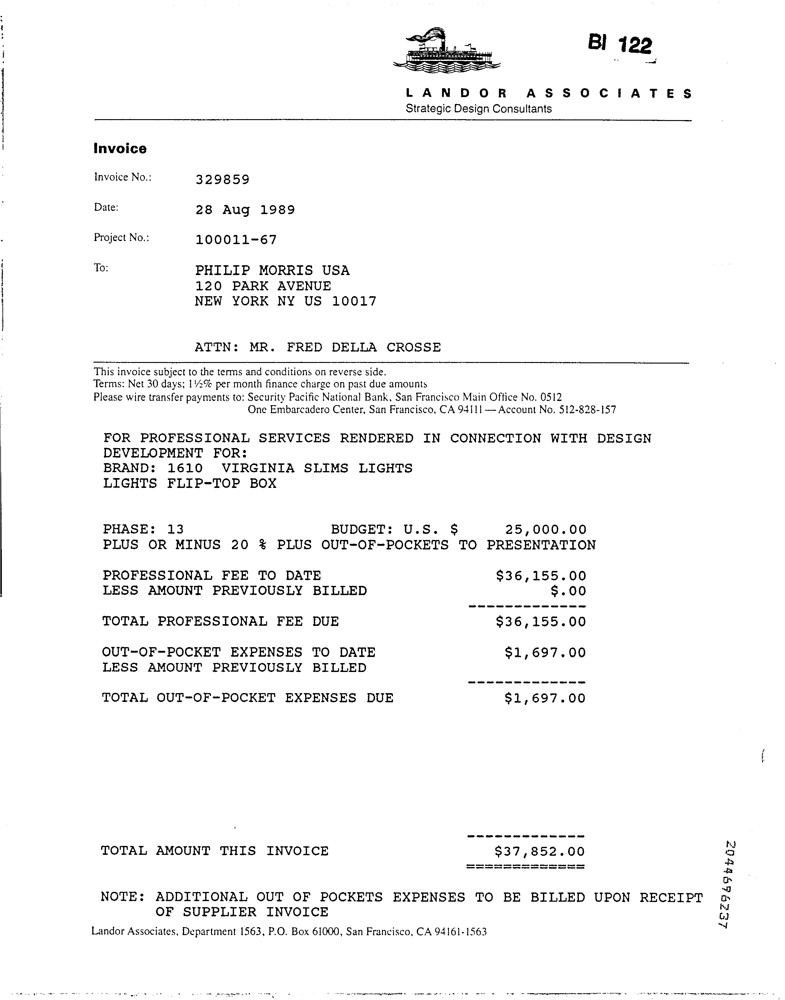 BI 122
LANDOR ASSOCIATES
Strategic Design Consultants
Invoice
Invoice No.: 329859
Date: 28 Aug 1989
Project No.: 100011-67
To: PHILIP MORRIS USA
120 PARK AVENUE
NEW YORK NY US 10017
ATTN: MR. FRED DELLA CROSSE
This invoice subject to the terms and conditions on reverse side.
Terms: Net 30 days; 1½% per month finance charge on past due amounts
Please wire transfer payments to: Security Pacific National Bank, San Francisco Main Office No. 0512
One Embarcadero Center, San Francisco, CA 94111 — Account No. 512-828-157
FOR PROFESSIONAL SERVICES RENDERED IN CONNECTION WITH DESIGN
DEVELOPMENT FOR:
BRAND: 1610 VIRGINIA SLIMS LIGHTS
LIGHTS FLIP-TOP BOX
PHASE: 13 BUDGET: U.S. $ 25,000.00
PLUS OR MINUS 20 % PLUS OUT-OF-POCKETS TO PRESENTATION
PROFESSIONAL FEE TO DATE $36,155.00
LESS AMOUNT PREVIOUSLY BILLED $.00
TOTAL PROFESSIONAL FEE DUE $36,155.00
OUT-OF-POCKET EXPENSES TO DATE $1,697.00
LESS AMOUNT PREVIOUSLY BILLED
TOTAL OUT-OF-POCKET EXPENSES DUE $1,697.00
TOTAL AMOUNT THIS INVOICE $37,852.00
NOTE: ADDITIONAL OUT OF POCKETS EXPENSES TO BE BILLED UPON RECEIPT
OF SUPPLIER INVOICE
Landor Associates, Department 1563, P.O. Box 61000, San Francisco, CA 94161-1563
2044696237